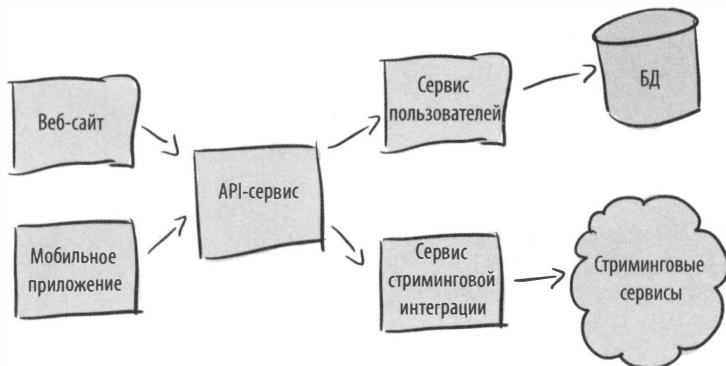 Веб-сайт
Мобильное
приложение
API-сервис
Сервис
пользователей
Сервис
стриминговой
интеграции
БД
Стриминговые
сервисы